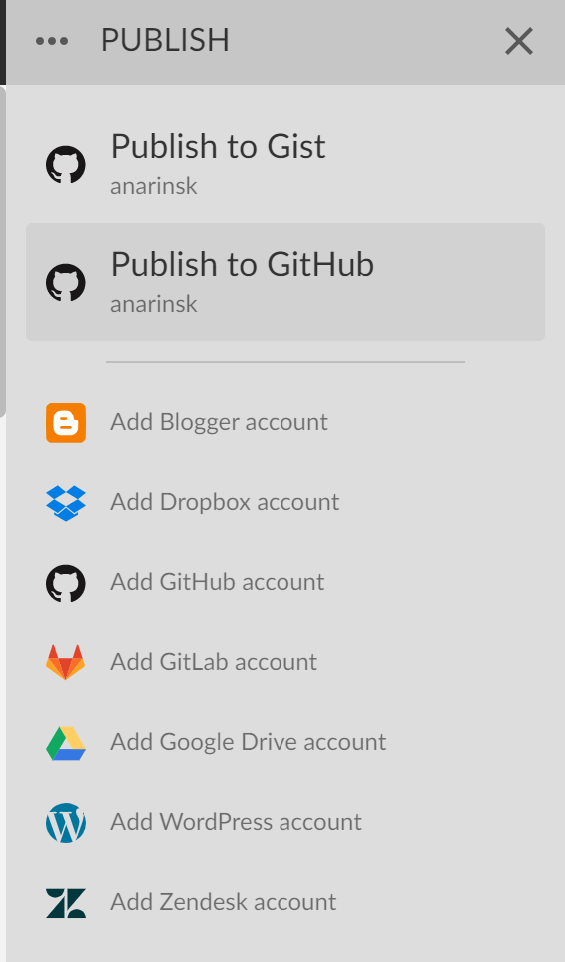 PUBLISH
Publish to Gist
anarinsk
Publish to GitHub
anarinsk
Add Blogger account
Add Dropbox account
Add GitHub account
Add GitLab account
Add Google Drive account
Add WordPress account
Add Zendesk account